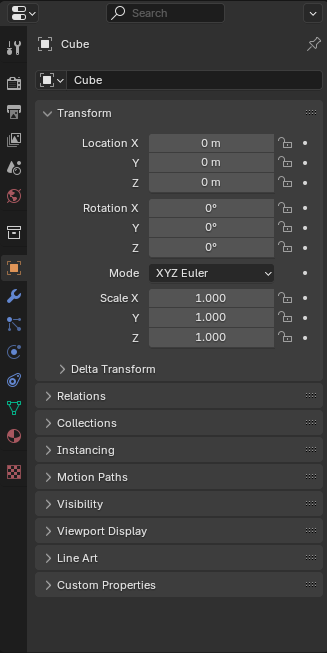 Search
Cube
Cube
Transform
Location X 0 m
Y 0 m
Z 0 m
Rotation X 0°
Y 0°
Z 0°
Mode XYZ Euler
Scale X 1.000
Y 1.000
Z 1.000
Delta Transform
Relations
Collections
Instancing
Motion Paths
Visibility
Viewport Display
Line Art
Custom Properties